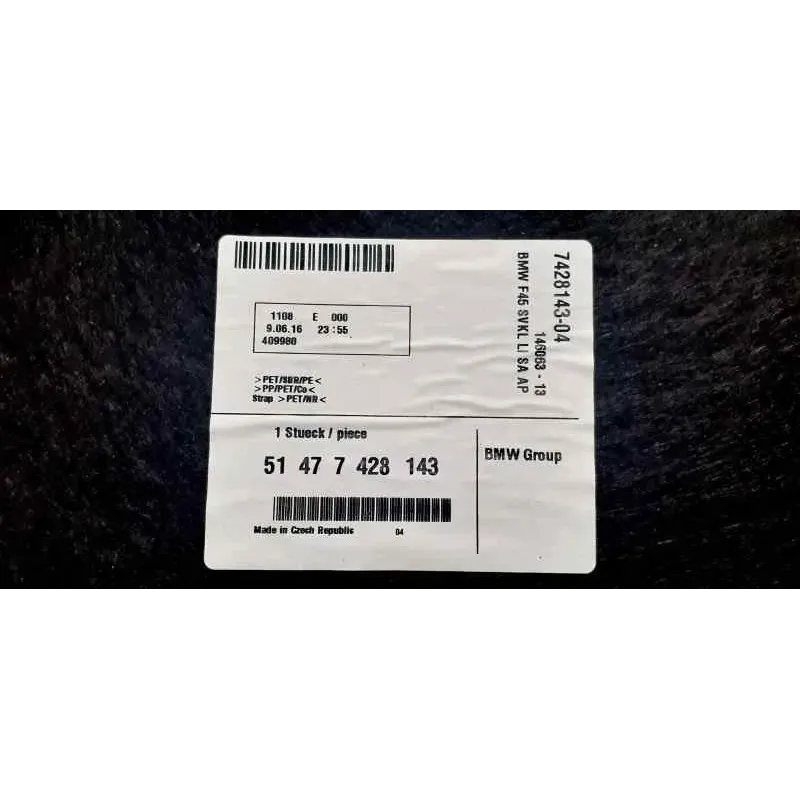 1108 E 000
9.06.16 23:55
409980
>PET/SBR/PE<
>PP/PET/Co<
Strap >PET/NR<
7428143-04
146063 - 13
BMW F45 SVKL LI SA AP
1 Stueck / piece
51 47 7 428 143
Made in Czech Republic 04
BMW Group